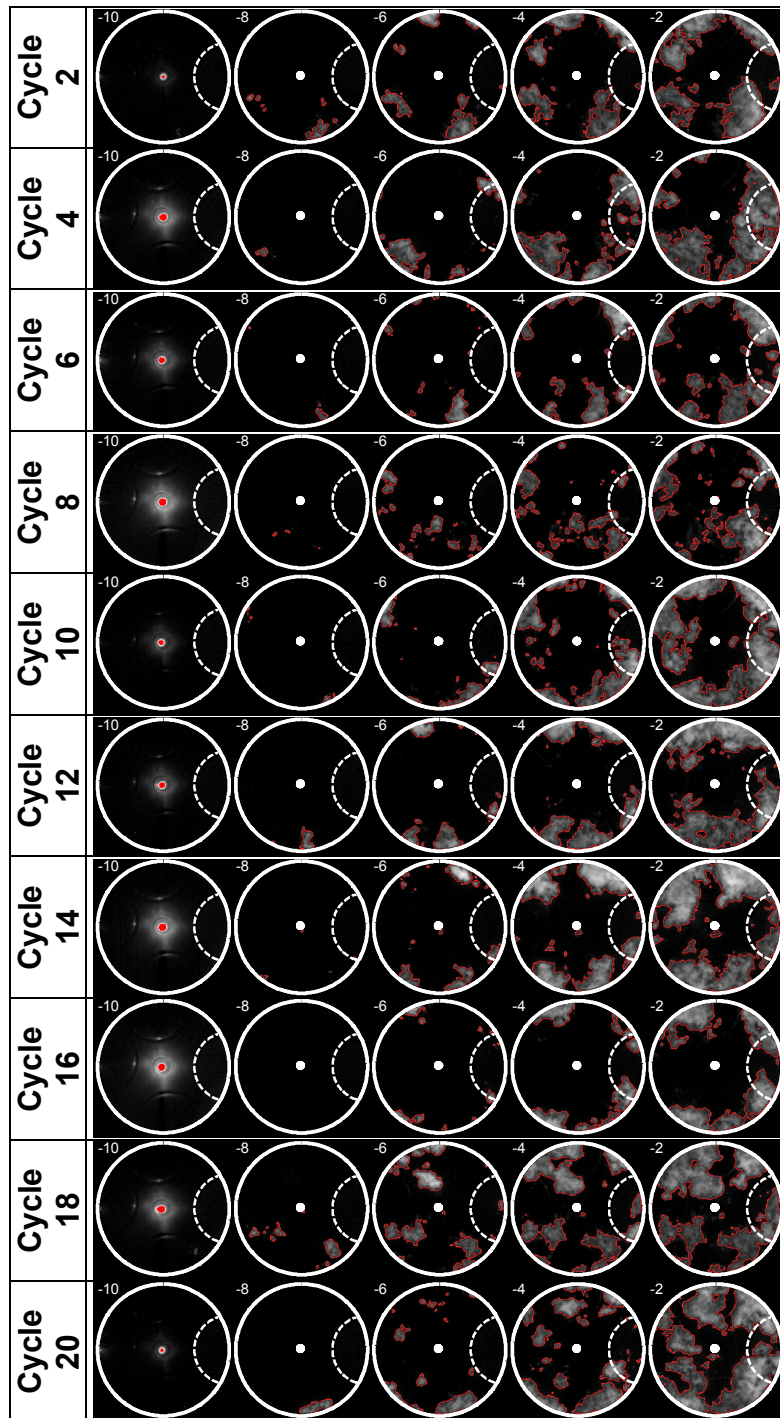 Cycle 2 -10 -8 -6 -4 -2
Cycle 4 -10 -8 -6 -4 -2
Cycle 6 -10 -8 -6 -4 -2
Cycle 8 -10 -8 -6 -4 -2
Cycle 10 -10 -8 -6 -4 -2
Cycle 12 -10 -8 -6 -4 -2
Cycle 14 -10 -8 -6 -4 -2
Cycle 16 -10 -8 -6 -4 -2
Cycle 18 -10 -8 -6 -4 -2
Cycle 20 -10 -8 -6 -4 -2